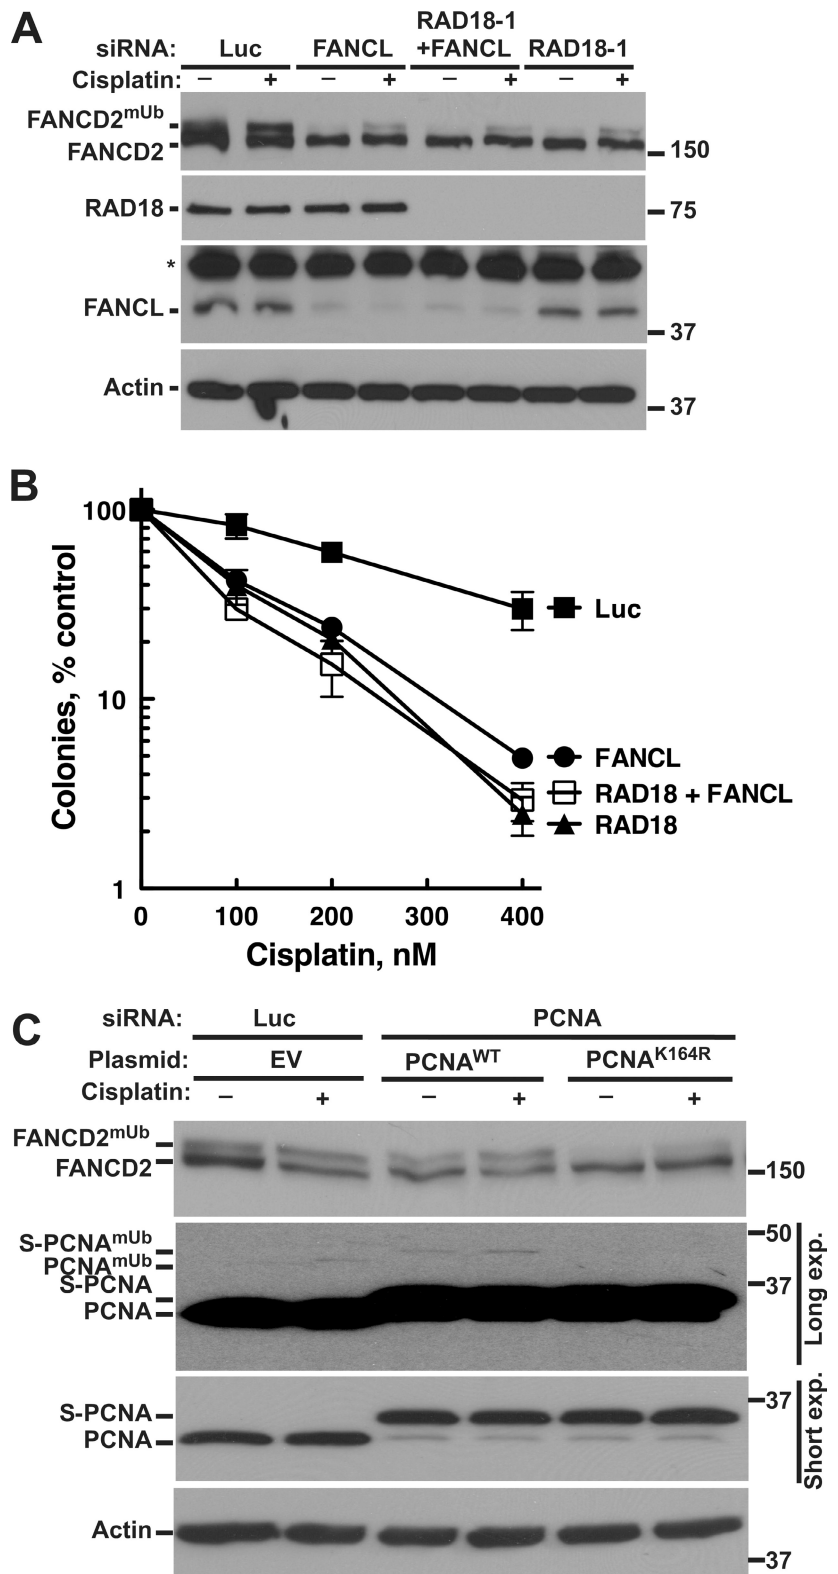 A
siRNA: Luc FANCL RAD18-1 +FANCL RAD18-1
Cisplatin: – + – + – + – +
FANCD2mUb
FANCD2
150
RAD18
75
*
FANCL
37
Actin
37
B
Colonies, % control
100
10
1
Luc
FANCL
RAD18 + FANCL
RAD18
0 100 200 300 400
Cisplatin, nM
C
siRNA: Luc PCNA
Plasmid: EV PCNAWT PCNAK164R
Cisplatin: – + – + – +
FANCD2mUb
FANCD2
150
S-PCNAmUb
PCNAmUb
S-PCNA
PCNA
50
37
Long exp.
S-PCNA
PCNA
37
Short exp.
Actin
37